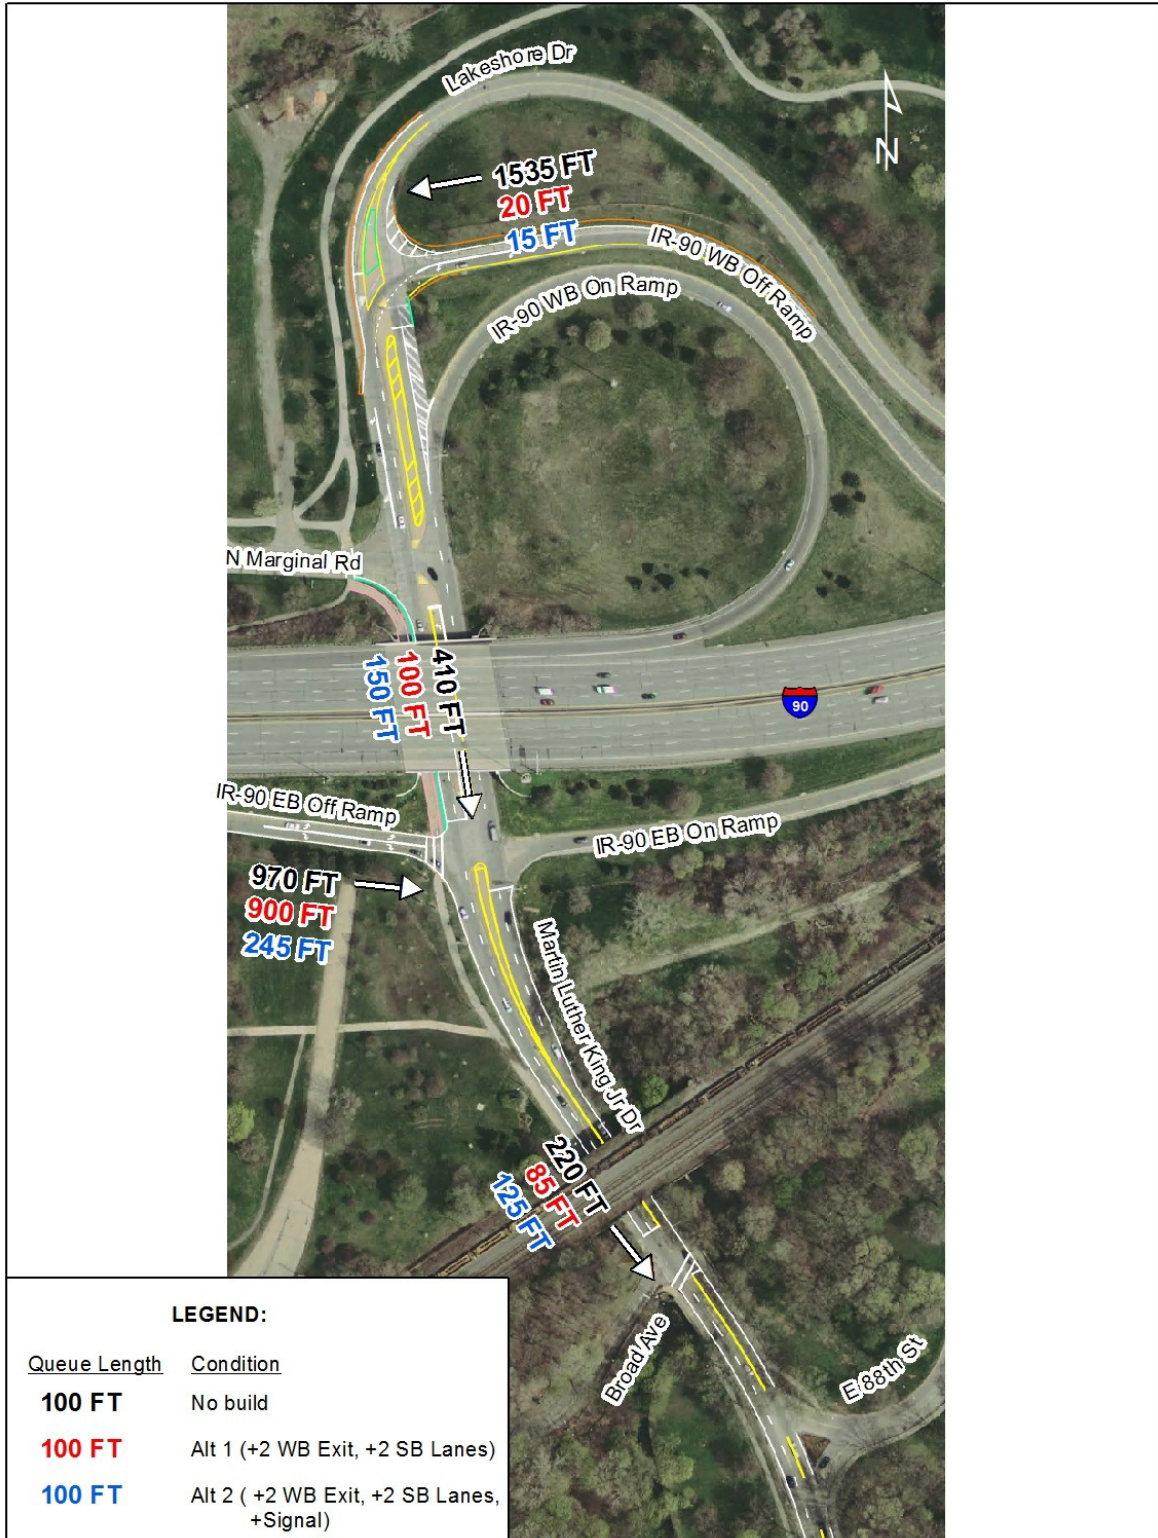 Lakeshore Dr
N
1535 FT
20 FT
15 FT
IR-90 WB Off Ramp
IR-90 WB On Ramp
N Marginal Rd
410 FT
100 FT
150 FT
90
IR-90 EB Off Ramp
IR-90 EB On Ramp
970 FT
900 FT
245 FT
Martin Luther King Jr Dr
220 FT
85 FT
125 FT
Broad Ave
E 88th St
LEGEND:
Queue Length Condition
100 FT No build
100 FT Alt 1 (+2 WB Exit, +2 SB Lanes)
100 FT Alt 2 ( +2 WB Exit, +2 SB Lanes,
+Signal)